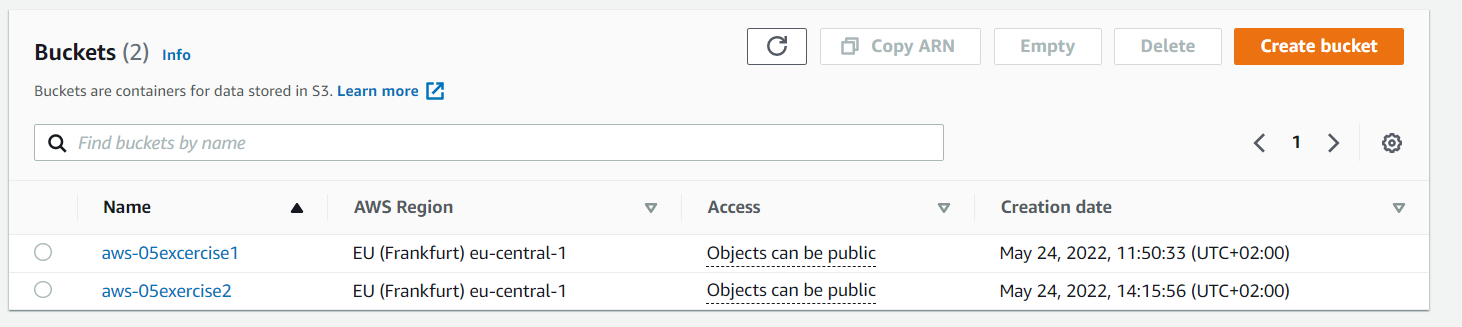 Buckets (2) Info
Copy ARN Empty Delete Create bucket
Buckets are containers for data stored in S3. Learn more
Find buckets by name
1
Name AWS Region Access Creation date
aws-05excercise1 EU (Frankfurt) eu-central-1 Objects can be public May 24, 2022, 11:50:33 (UTC+02:00)
aws-05exercise2 EU (Frankfurt) eu-central-1 Objects can be public May 24, 2022, 14:15:56 (UTC+02:00)